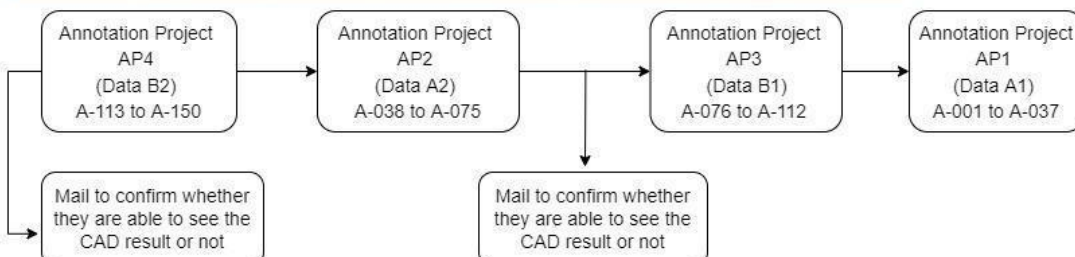 Annotation Project
AP4
(Data B2)
A-113 to A-150
Annotation Project
AP2
(Data A2)
A-038 to A-075
Annotation Project
AP3
(Data B1)
A-076 to A-112
Annotation Project
AP1
(Data A1)
A-001 to A-037
Mail to confirm whether
they are able to see the
CAD result or not
Mail to confirm whether
they are able to see the
CAD result or not